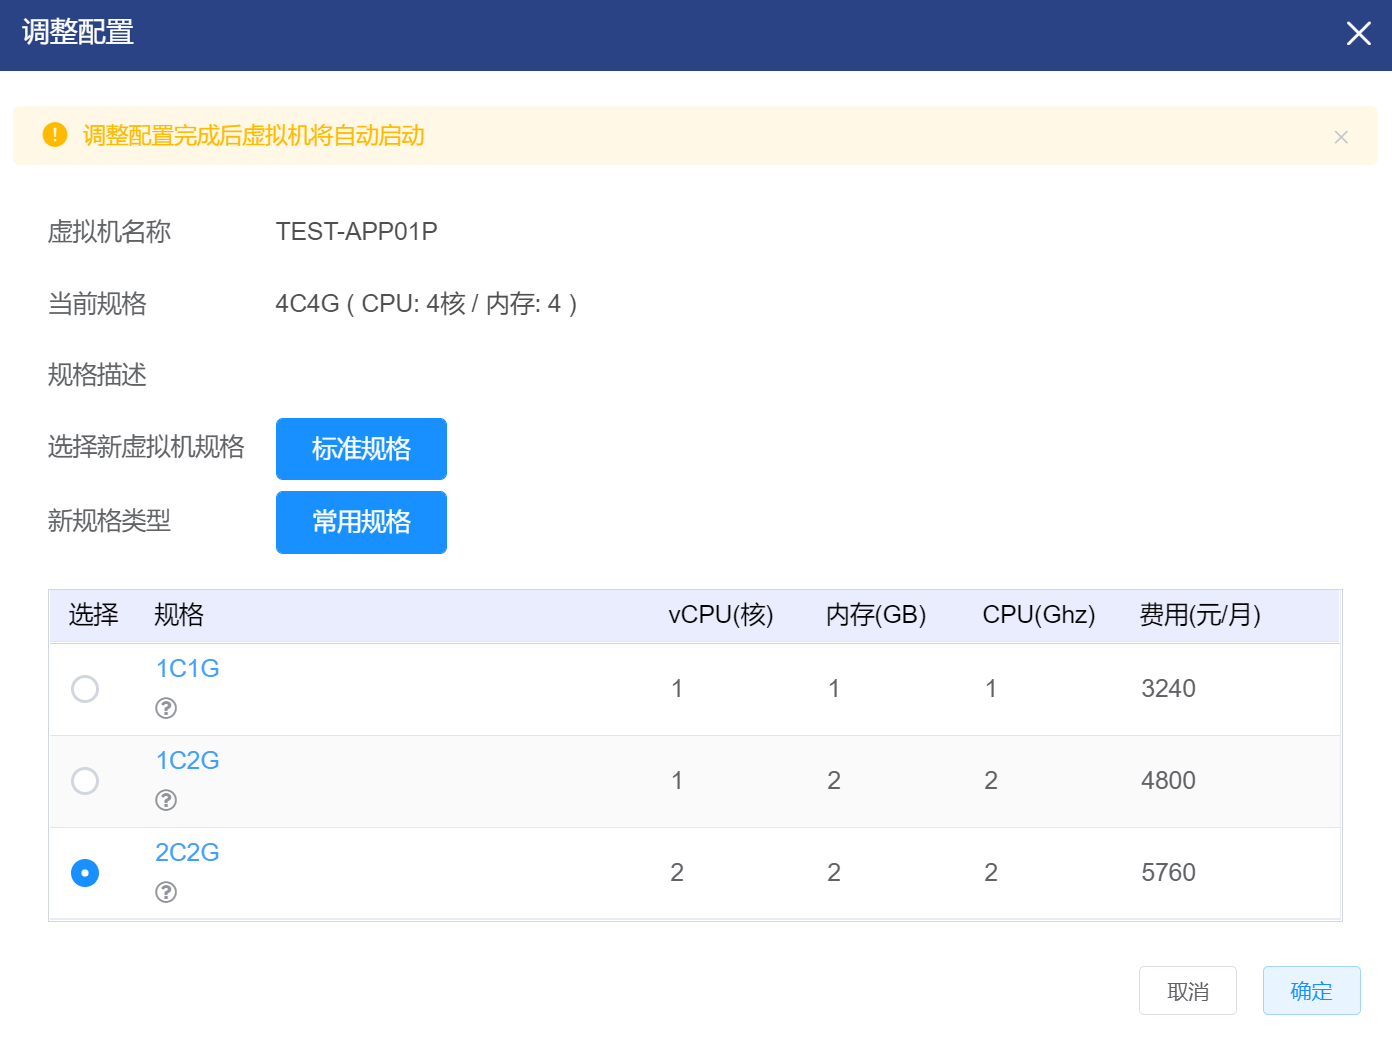 调整配置
调整配置完成后虚拟机将自动启动
虚拟机名称 TEST-APP01P
当前规格 4C4G ( CPU: 4核 / 内存: 4 )
规格描述
选择新虚拟机规格 标准规格
新规格类型 常用规格
选择 规格 vCPU(核) 内存(GB) CPU(Ghz) 费用(元/月)
1C1G 1 1 1 3240
1C2G 1 2 2 4800
2C2G 2 2 2 5760
取消 确定